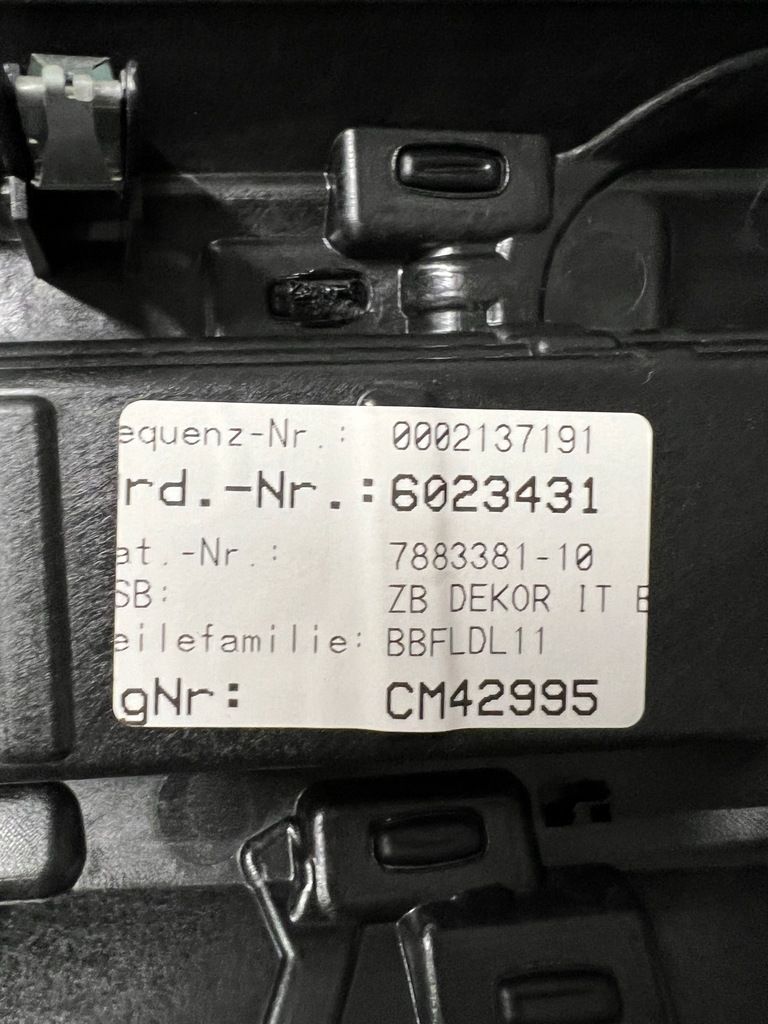 equenz-Nr.: 0002137191
rd.-Nr.: 6023431
at.-Nr.: 7883381-10
SB: ZB DEKOR IT E
eilefamilie: BBFLDL11
gNr: CM42995